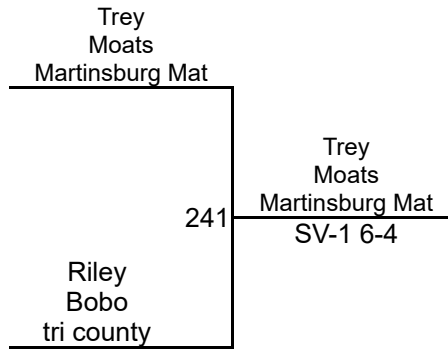 Trey
Moats
Martinsburg Mat
Trey
Moats
Martinsburg Mat
241
SV-1 6-4
Riley
Bobo
tri county